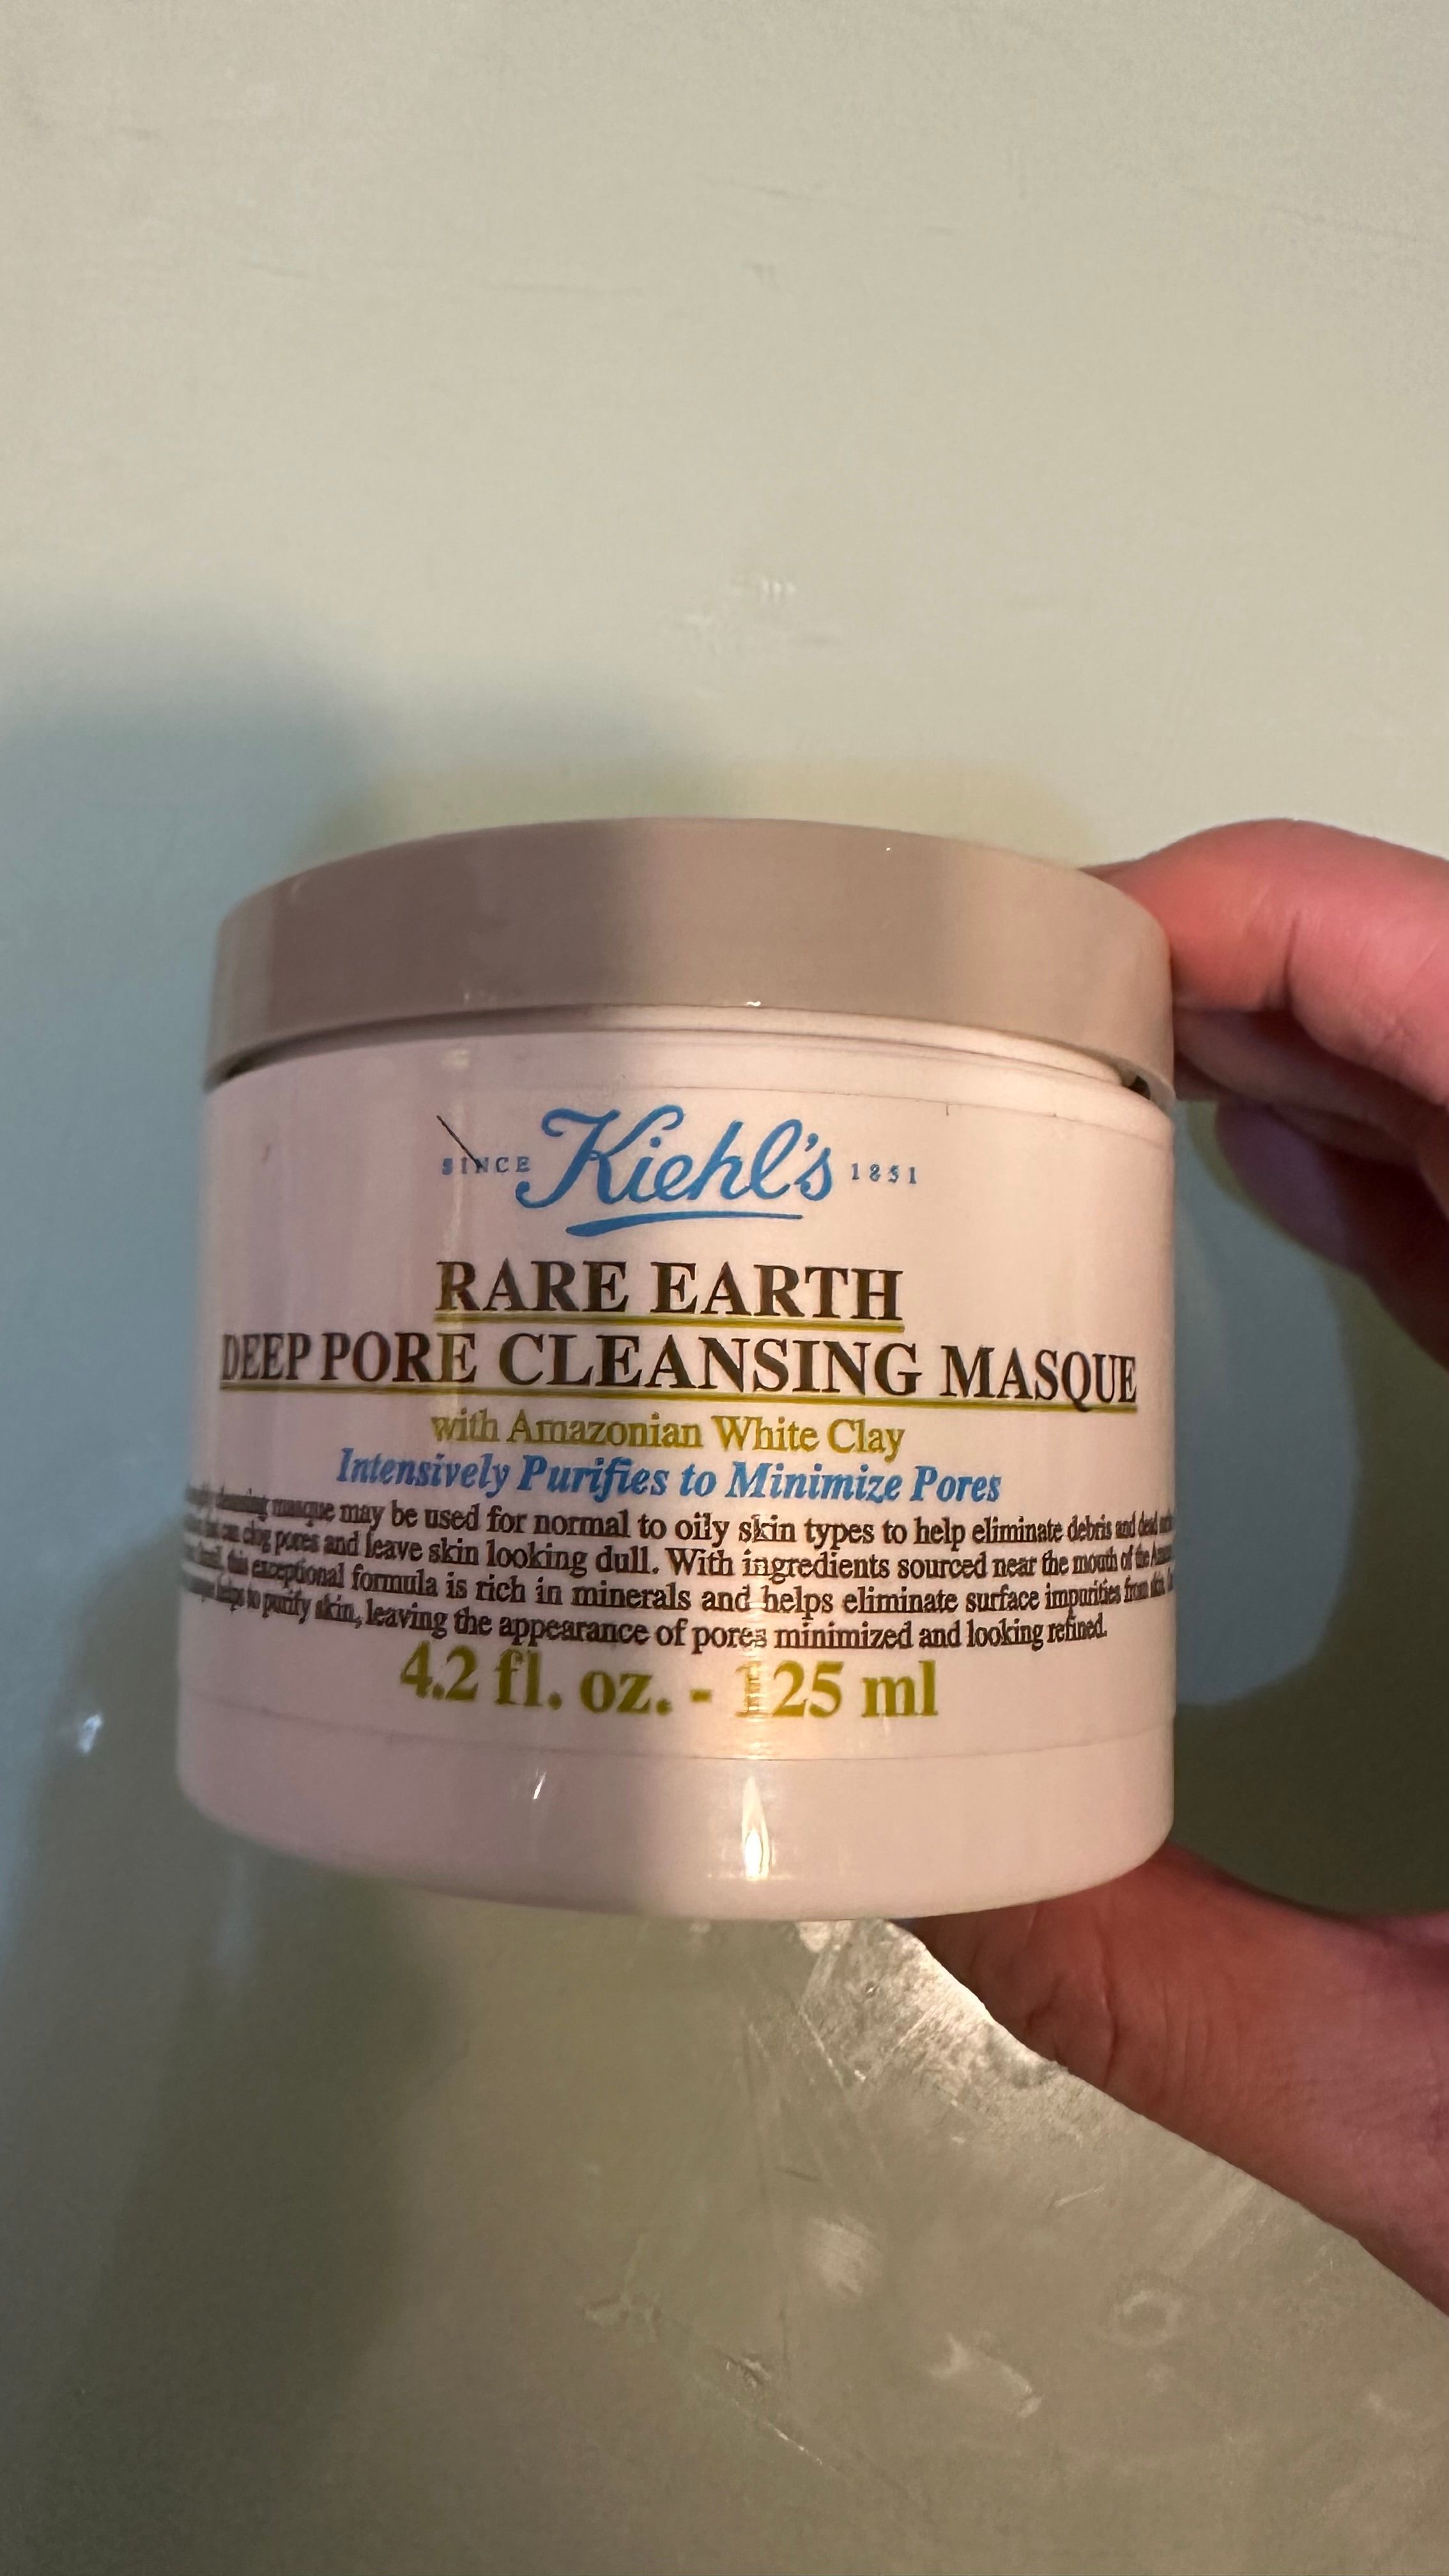 SINCE Kiehl's 1851
RARE EARTH
DEEP PORE CLEANSING MASQUE
with Amazonian White Clay
Intensively Purifies to Minimize Pores
cleansing masque may be used for normal to oily skin types to help eliminate debris and dead
can clog pores and leave skin looking dull. With ingredients sourced near the mouth of the
this exceptional formula is rich in minerals and helps eliminate surface impurities from skin.
helps to purify skin, leaving the appearance of pores minimized and looking refined.
4.2 fl. oz. - 125 ml